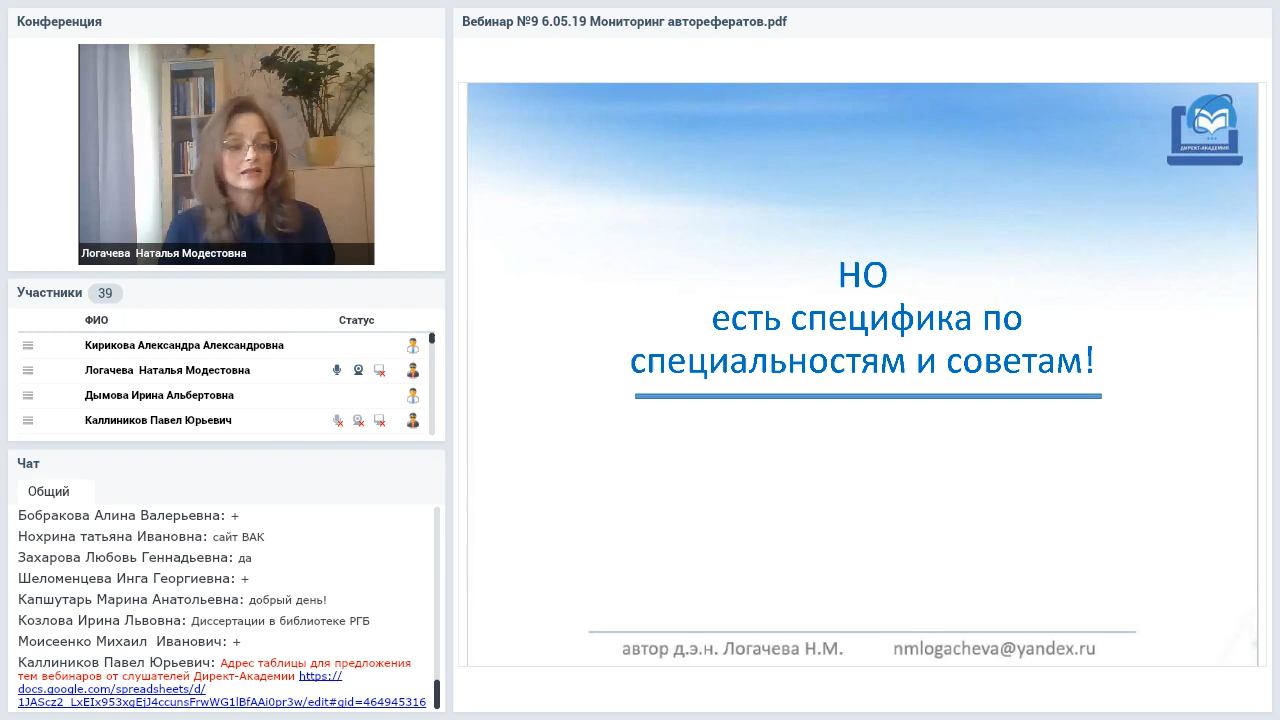 Конференция
Логачева Наталья Модестовна
Участники 39
ФИО Статус
Кирикова Александра Александровна
Логачева Наталья Модестовна
Дымова Ирина Альбертовна
Каллиников Павел Юрьевич
Чат
Общий
Бобракова Алина Валерьевна: +
Нохрина татьяна Ивановна: сайт ВАК
Захарова Любовь Геннадьевна: да
Шеломенцева Инга Георгиевна: +
Капшутарь Марина Анатольевна: добрый день!
Козлова Ирина Львовна: Диссертации в библиотеке РГБ
Моисеенко Михаил Иванович: +
Каллиников Павел Юрьевич: Адрес таблицы для предложения
тем вебинаров от слушателей Директ-Академии https://
docs.google.com/spreadsheets/d/
1JAScz2_LxEIx953xgEjJ4ccunsFrwWG1lBfAAi0pr3w/edit#gid=464945316
Вебинар №9 6.05.19 Мониторинг авторефератов.pdf
ДИРЕКТ-АКАДЕМИЯ
НО
есть специфика по
специальностям и советам!
автор д.э.н. Логачева Н.М. nmlogacheva@yandex.ru